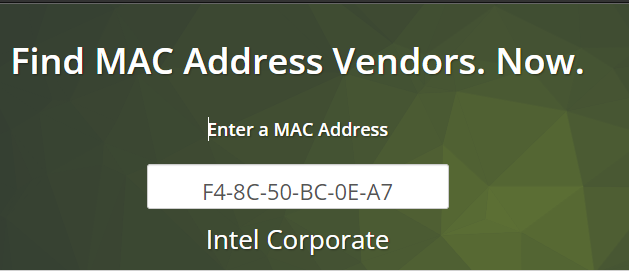 Find MAC Address Vendors. Now.
Enter a MAC Address
F4-8C-50-BC-0E-A7
Intel Corporate